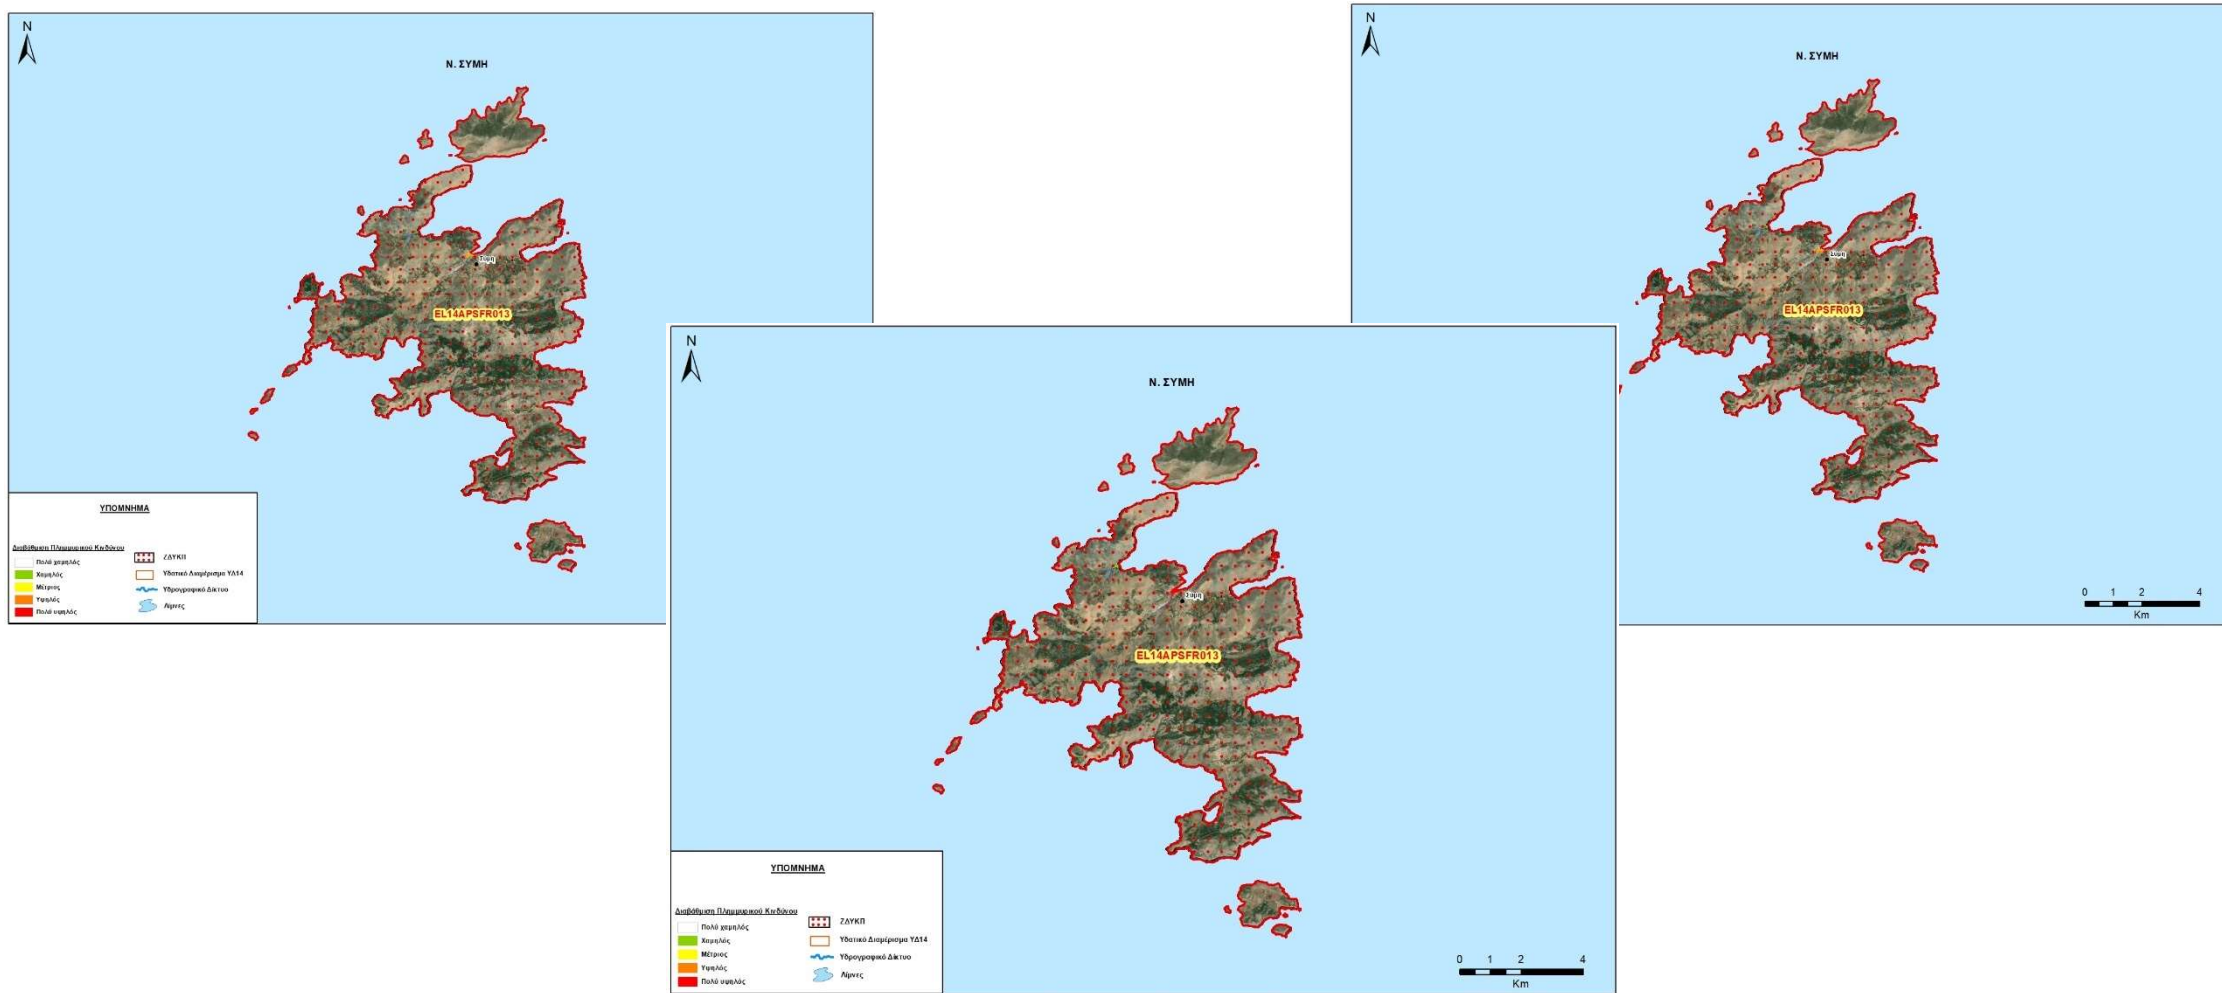 N
Ν. ΣΥΜΗ
Σύμη
EL14APSFR013
ΥΠΟΜΝΗΜΑ
Διαβάθμιση Πλημμυρικού Κινδύνου
Πολύ χαμηλός
Χαμηλός
Μέτριος
Υψηλός
Πολύ υψηλός
ΖΔΥΚΠ
Υδατικό Διαμέρισμα ΥΔ14
Υδρογραφικό Δίκτυο
Λίμνες
N
Ν. ΣΥΜΗ
Σύμη
EL14APSFR013
0 1 2 4
Km
N
Ν. ΣΥΜΗ
Σύμη
EL14APSFR013
ΥΠΟΜΝΗΜΑ
Διαβάθμιση Πλημμυρικού Κινδύνου
Πολύ χαμηλός
Χαμηλός
Μέτριος
Υψηλός
Πολύ υψηλός
ΖΔΥΚΠ
Υδατικό Διαμέρισμα ΥΔ14
Υδρογραφικό Δίκτυο
Λίμνες
0 1 2 4
Km